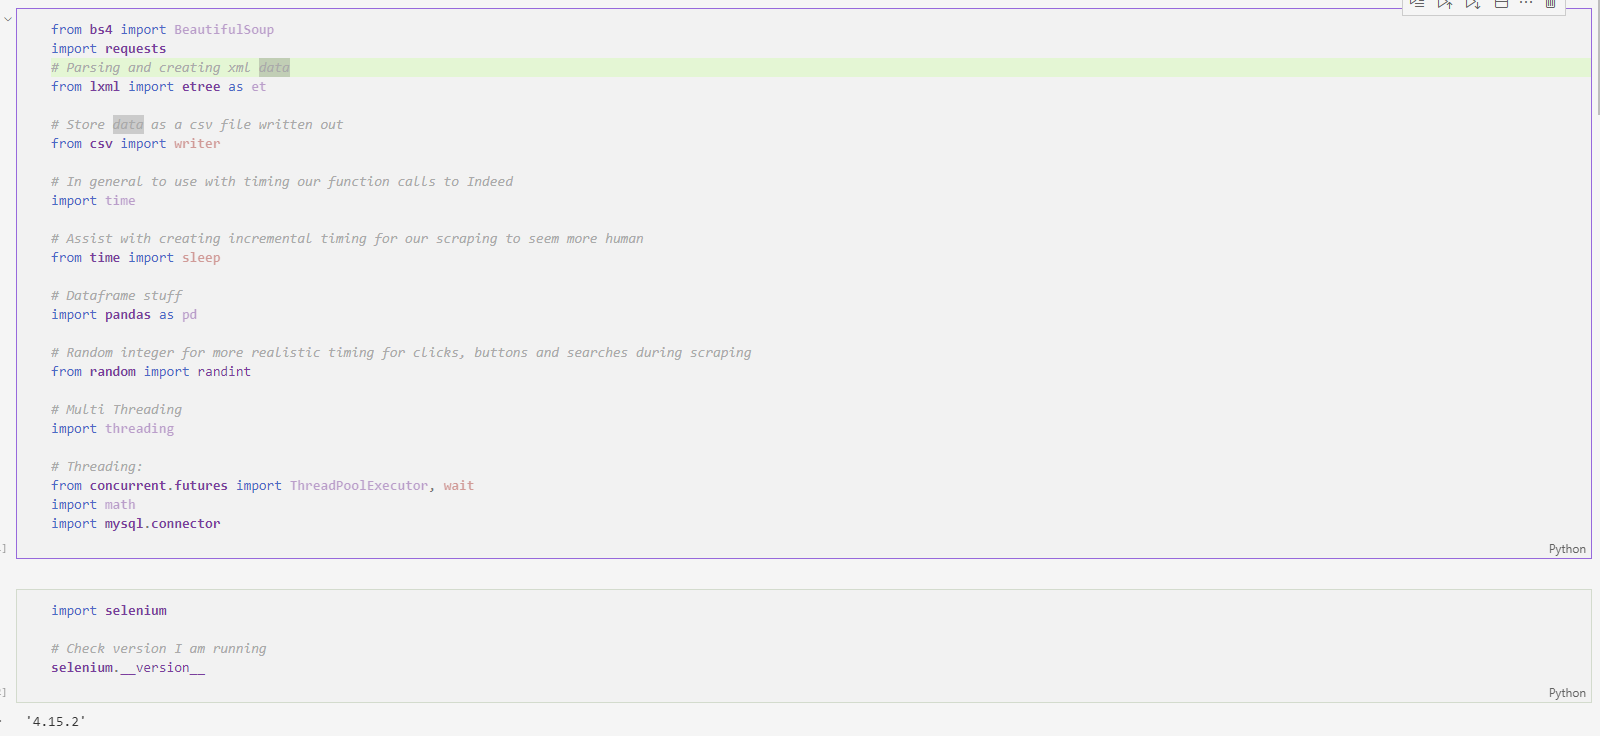 from bs4 import BeautifulSoup
import requests
# Parsing and creating xml data
from lxml import etree as et
# Store data as a csv file written out
from csv import writer
# In general to use with timing our function calls to Indeed
import time
# Assist with creating incremental timing for our scraping to seem more human
from time import sleep
# Dataframe stuff
import pandas as pd
# Random integer for more realistic timing for clicks, buttons and searches during scraping
from random import randint
# Multi Threading
import threading
# Threading:
from concurrent.futures import ThreadPoolExecutor, wait
import math
import mysql.connector
]
Python
import selenium
# Check version I am running
selenium.__version__
]
Python
'4.15.2'